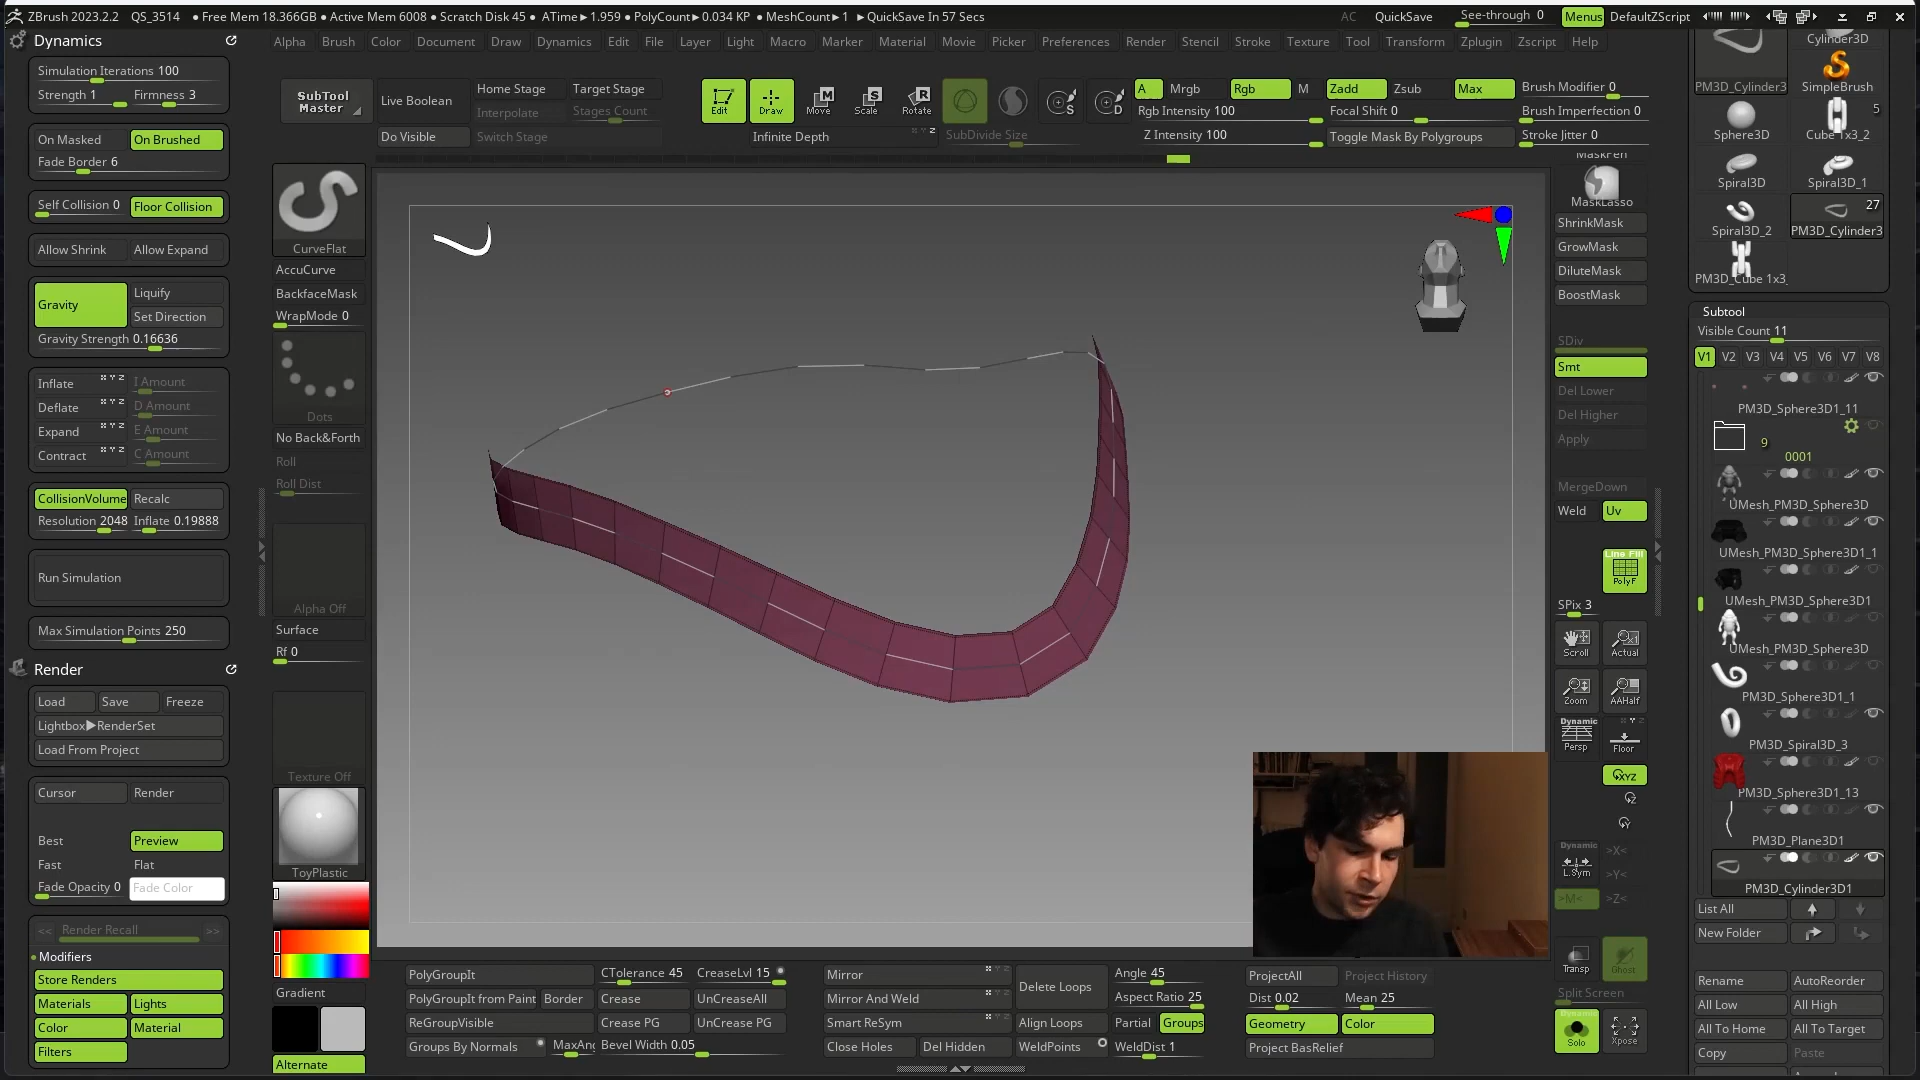 ZBrush 2023.2.2 QS_3514 ● Free Mem 18.366GB ● Active Mem 6008 ● Scratch Disk 45 ● ATime►1.959 ● PolyCount►0.034 KP ● MeshCount►1 ►QuickSave In 57 Secs AC QuickSave See-through 0 Menus DefaultZScript
Alpha Brush Color Document Draw Dynamics Edit File Layer Light Macro Marker Material Movie Picker Preferences Render Stencil Stroke Texture Tool Transform Zplugin Zscript Help
Dynamics
Simulation Iterations 100
Strength 1 Firmness 3
On Masked On Brushed
Fade Border 6
Self Collision 0 Floor Collision
Allow Shrink Allow Expand
Gravity Liquify
Set Direction
Gravity Strength 0.16636
Inflate I Amount
Deflate D Amount
Expand E Amount
Contract C Amount
CollisionVolume Recalc
Resolution 2048 Inflate 0.19888
Run Simulation
Max Simulation Points 250
Render
Load Save Freeze
Lightbox►RenderSet
Load From Project
Cursor Render
Best Preview
Fast Flat
Fade Opacity 0 Fade Color
<< Render Recall >>
Modifiers
Store Renders
Materials Lights
Color Material
Filters
SubTool Master
Live Boolean
Do Visible
Home Stage Target Stage
Interpolate Stages Count
Switch Stage
Edit Draw Move Scale Rotate
Infinite Depth
SubDivide Size
A Mrgb Rgb M Zadd Zsub Max Brush Modifier 0
Rgb Intensity 100 Focal Shift 0 Brush Imperfection 0
Z Intensity 100 Toggle Mask By Polygroups Stroke Jitter 0
CurveFlat
AccuCurve
BackfaceMask
WrapMode 0
Dots
No Back&Forth
Roll
Roll Dist
Alpha Off
Surface
Rf 0
Texture Off
ToyPlastic
Gradient
Alternate
MaskPen
MaskLasso
ShrinkMask
GrowMask
DiluteMask
BoostMask
SDiv
Smt
Del Lower
Del Higher
Apply
MergeDown
Weld Uv
Line Fill
PolyF
SPix 3
Scroll Actual
Zoom AAHalf
Dynamic
Persp Floor
XYZ
Dynamic
L.Sym
>X<
>Y<
>M< >Z<
Transp Ghost
Split Screen
Dynamic
Solo Xpose
PolyGroupIt CTolerance 45 CreaseLvl 15 Mirror Delete Loops Angle 45 ProjectAll Project History
PolyGroupIt from Paint Border Crease UnCreaseAll Mirror And Weld Aspect Ratio 25 Dist 0.02 Mean 25
ReGroupVisible Crease PG UnCrease PG Smart ReSym Align Loops Partial Groups Geometry Color
Groups By Normals MaxAng Bevel Width 0.05 Close Holes Del Hidden WeldPoints WeldDist 1 Project BasRelief
Cylinder3D
PM3D_Cylinder3 SimpleBrush
Sphere3D Cube 1x3_2 5
Spiral3D Spiral3D_1
27
Spiral3D_2 PM3D_Cylinder3
PM3D_Cube 1x3_
Subtool
Visible Count 11
V1 V2 V3 V4 V5 V6 V7 V8
PM3D_Sphere3D1_11
9
0001
UMesh_PM3D_Sphere3D
UMesh_PM3D_Sphere3D1_1
UMesh_PM3D_Sphere3D1
UMesh_PM3D_Sphere3D
PM3D_Sphere3D1_1
PM3D_Spiral3D_3
PM3D_Sphere3D1_13
PM3D_Plane3D1
PM3D_Cylinder3D1
List All
New Folder
Rename AutoReorder
All Low All High
All To Home All To Target
Copy Paste